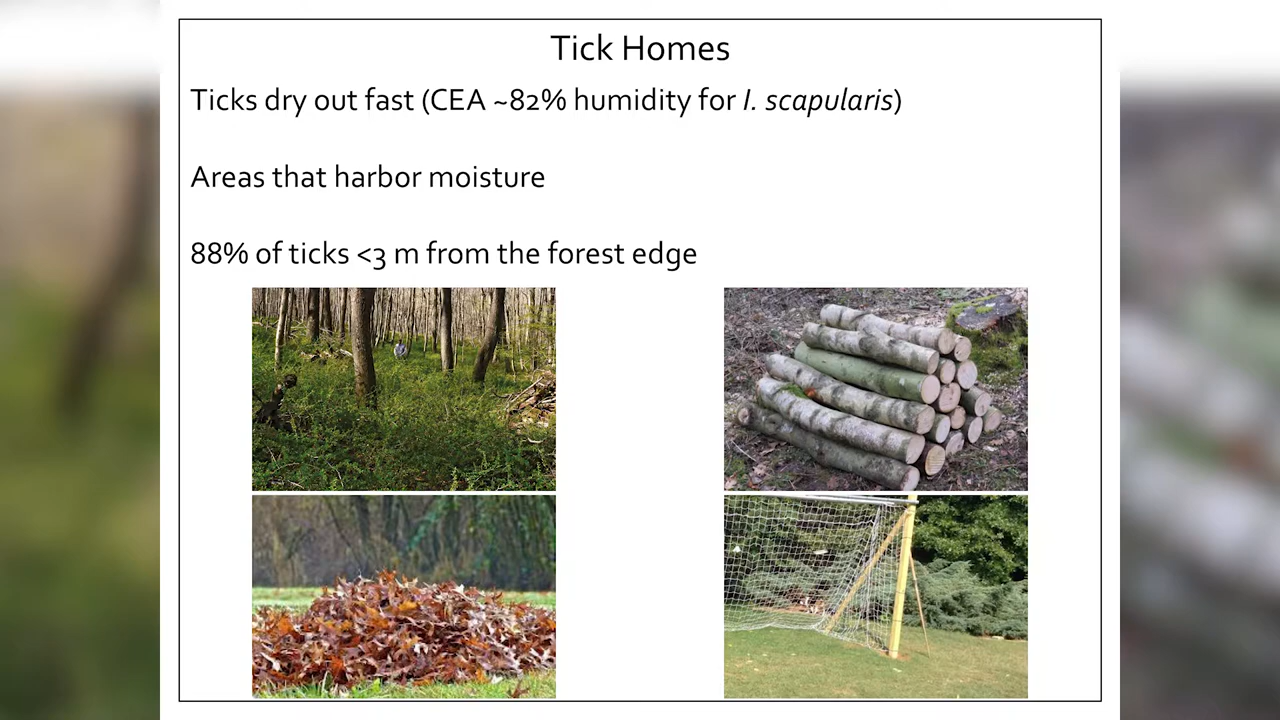 Tick Homes
Ticks dry out fast (CEA ~82% humidity for I. scapularis)
Areas that harbor moisture
88% of ticks <3 m from the forest edge